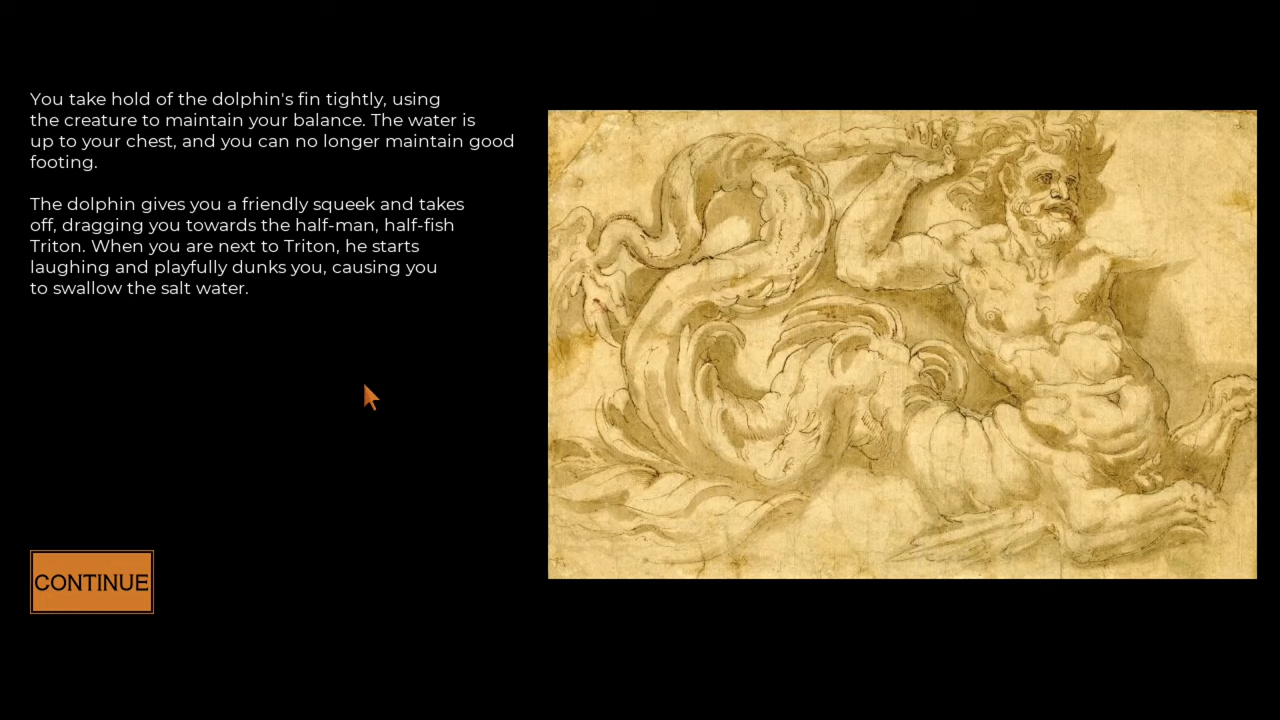 You take hold of the dolphin's fin tightly, using
the creature to maintain your balance. The water is
up to your chest, and you can no longer maintain good
footing.
The dolphin gives you a friendly squeek and takes
off, dragging you towards the half-man, half-fish
Triton. When you are next to Triton, he starts
laughing and playfully dunks you, causing you
to swallow the salt water.
CONTINUE